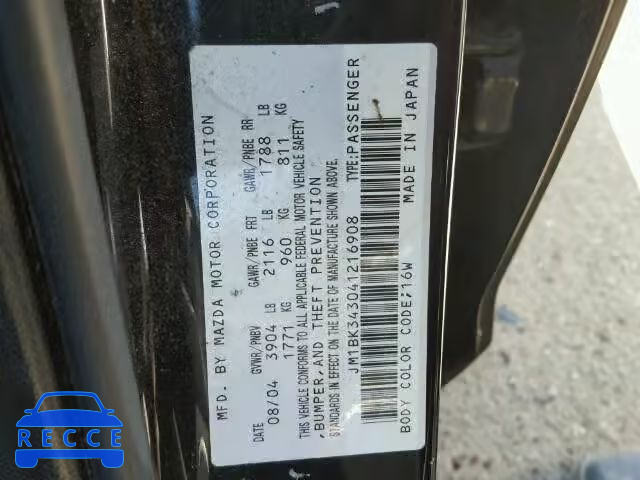 MFD. BY MAZDA MOTOR CORPORATION
DATE GVWR/PNBV GAWR/PNBE FRT GAWR/PNBE RR
08/04 3904 LB 2116 LB 1788 LB
1771 KG 960 KG 811 KG
THIS VEHICLE CONFORMS TO ALL APPLICABLE FEDERAL MOTOR VEHICLE SAFETY
,BUMPER,AND THEFT PREVENTION
STANDARDS IN EFFECT ON THE DATE OF MANUFACTURE SHOWN ABOVE.
JM1BK343041216908 TYPE:PASSENGER
BODY COLOR CODE;16W MADE IN JAPAN
RECORD